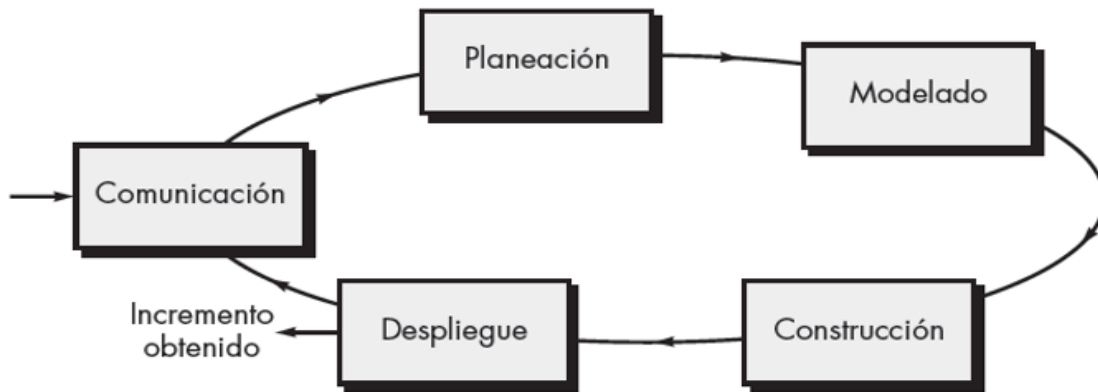 Planeación
Modelado
Comunicación
Incremento
obtenido
Despliegue
Construcción